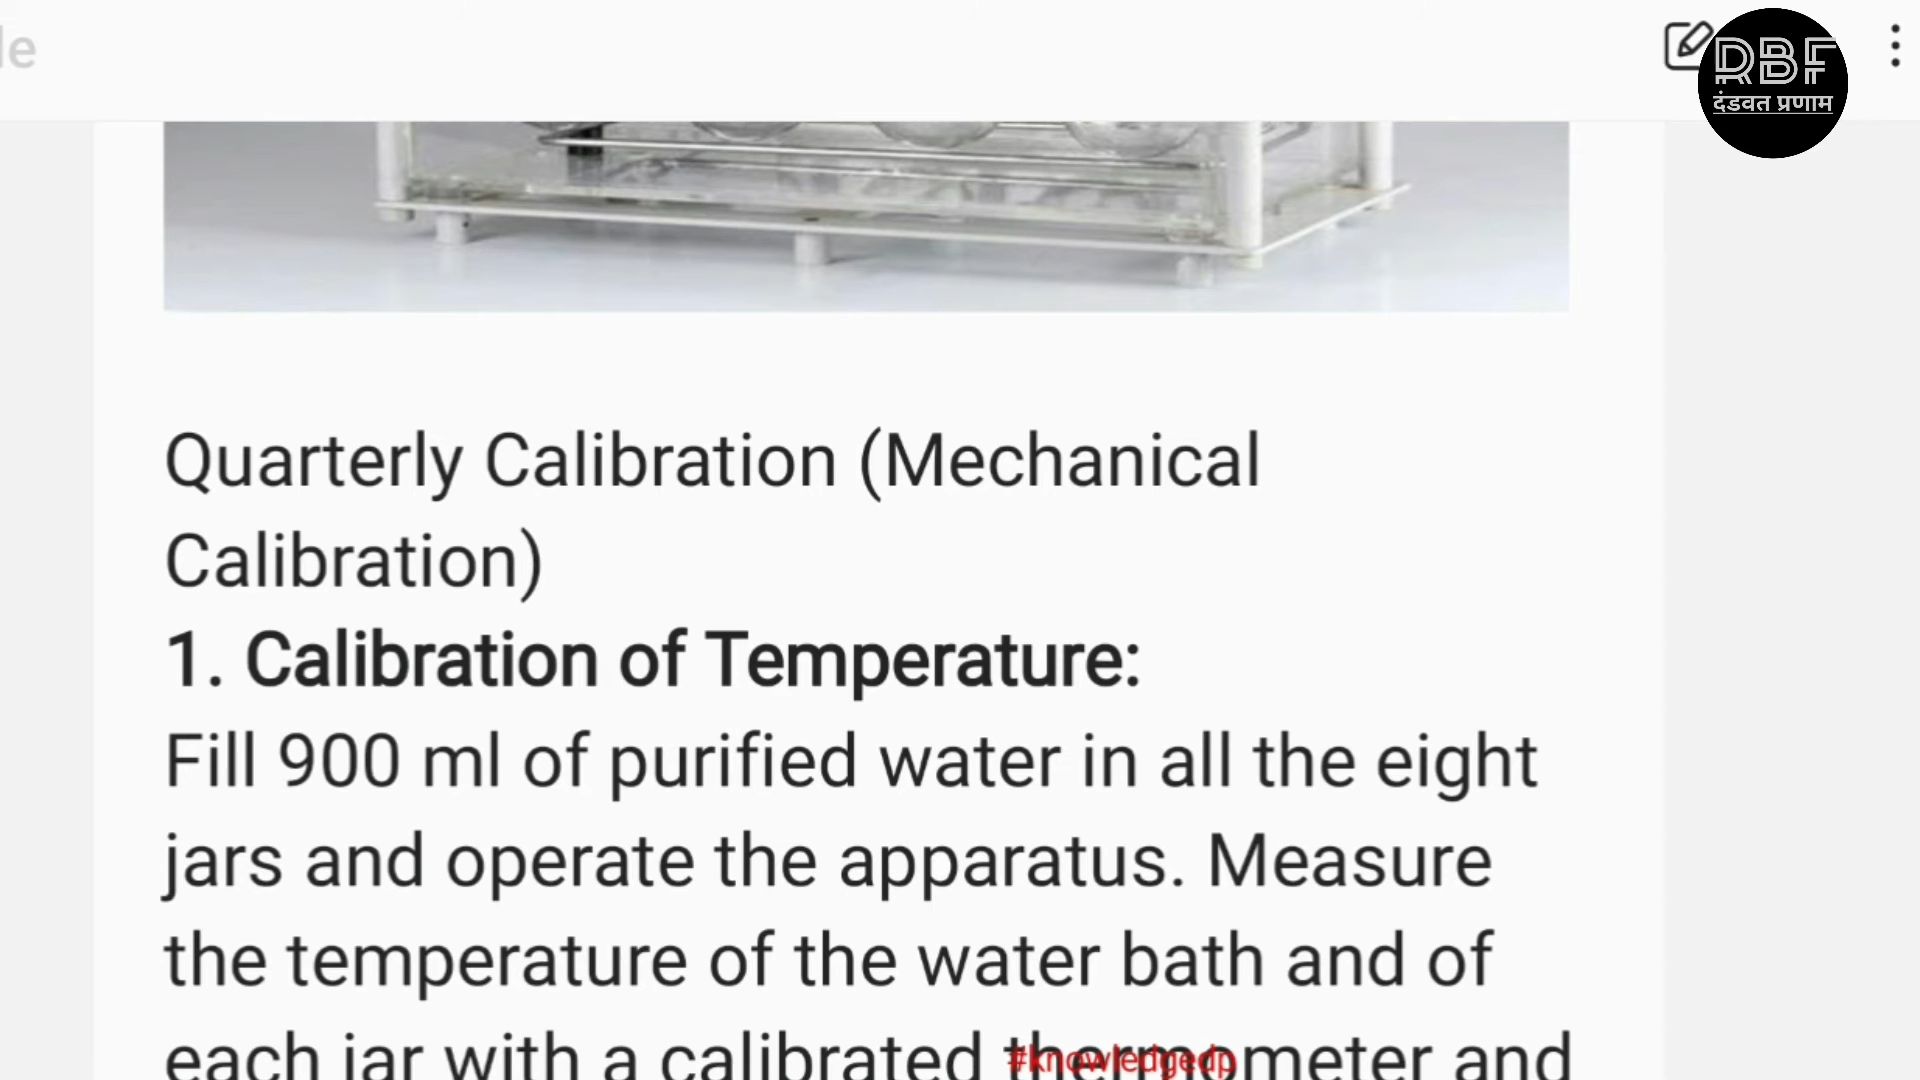 le
RBF
दंडवत प्रणाम
Quarterly Calibration (Mechanical
Calibration)
1. Calibration of Temperature:
Fill 900 ml of purified water in all the eight
jars and operate the apparatus. Measure
the temperature of the water bath and of
each jar with a calibrated thermometer and
#knowledgedp